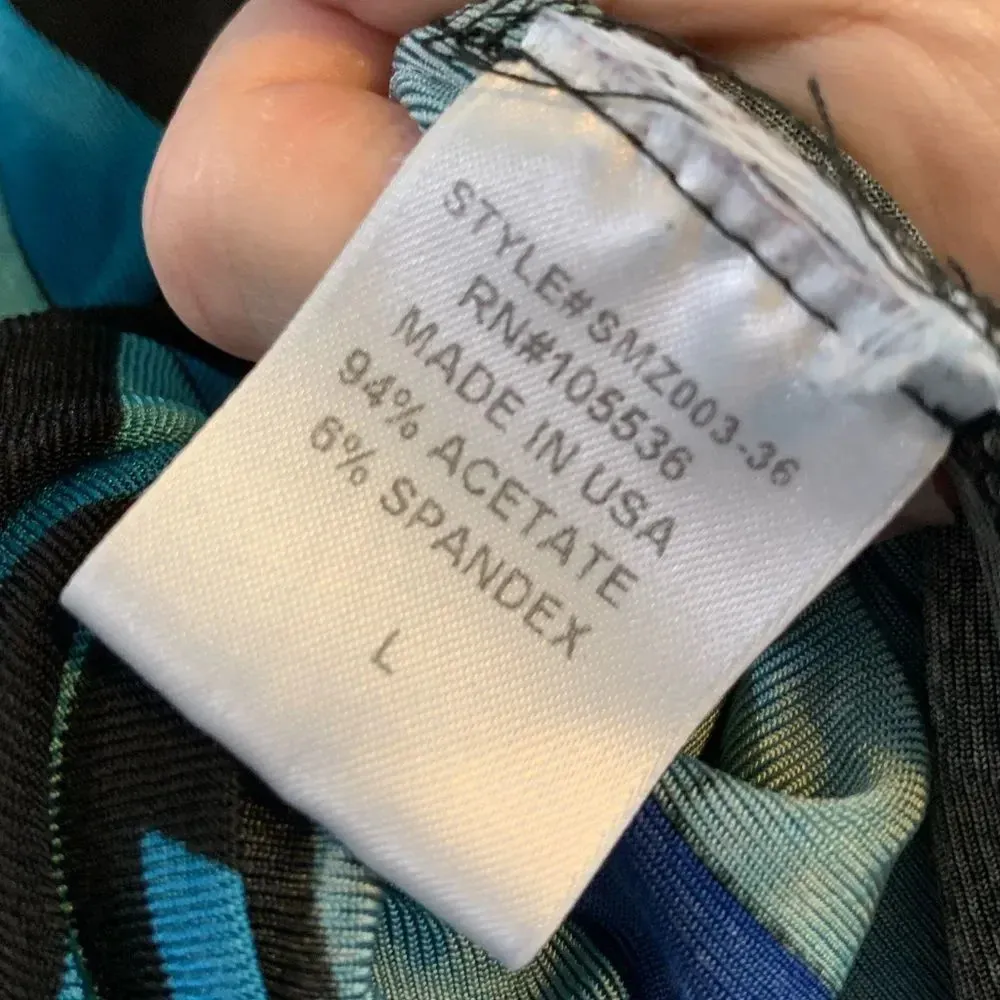 STYLE#SMZ003-36
RN#105536
MADE IN USA
94% ACETATE
6% SPANDEX
L